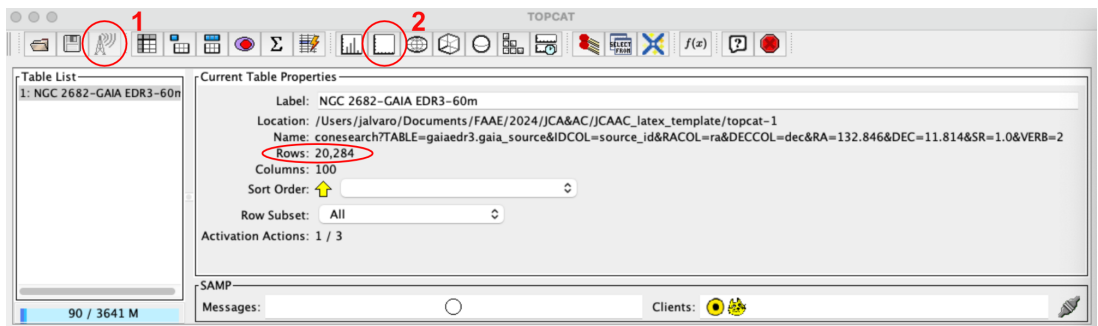 TOPCAT
1
2
Σ
SELECT
FROM
f(x)
?
Table List
1: NGC 2682-GAIA EDR3-60n
90 / 3641 M
Current Table Properties
Label: NGC 2682-GAIA EDR3-60m
Location: /Users/jalvaro/Documents/FAAE/2024/JCA&AC/JCAAC_latex_template/topcat-1
Name: conesearch?TABLE=gaiaedr3.gaia_source&IDCOL=source_id&RACOL=ra&DECCOL=dec&RA=132.846&DEC=11.814&SR=1.0&VERB=2
Rows: 20,284
Columns: 100
Sort Order:
Row Subset: All
Activation Actions: 1 / 3
SAMP
Messages: Clients: